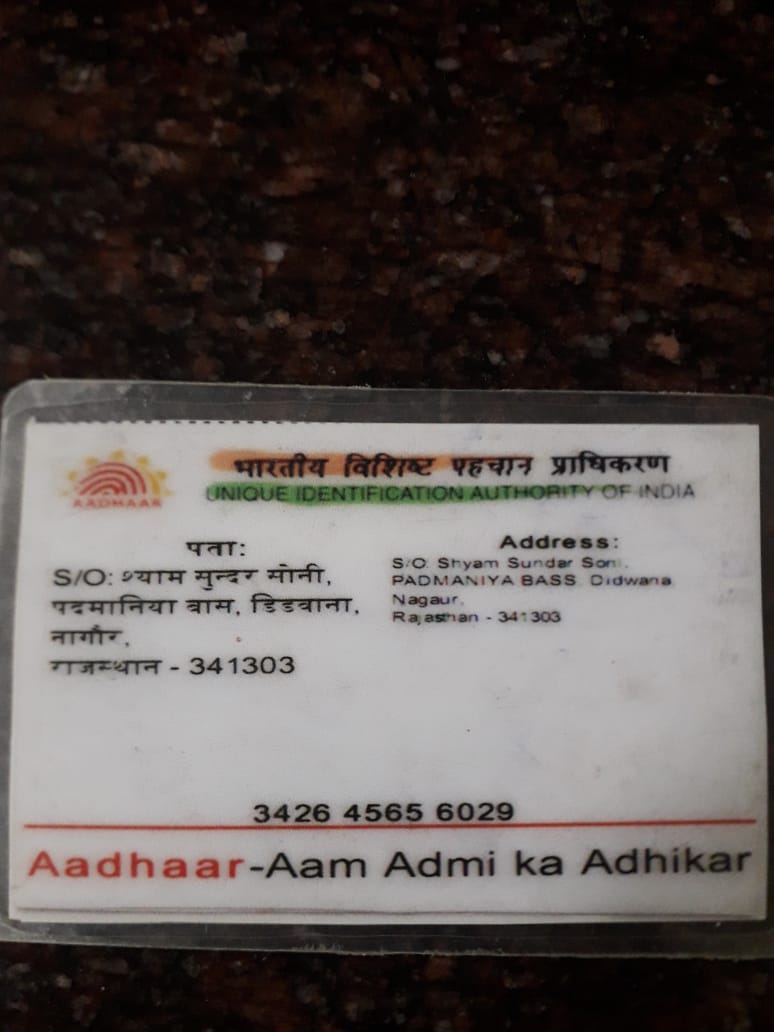 भारतीय विशिष्ट पहचान प्राधिकरण
UNIQUE IDENTIFICATION AUTHORITY OF INDIA
AADHAAR
पता:
S/O: श्याम सुन्दर सोनी,
पदमानिया बास, डिडवाना,
नागौर,
राजस्थान - 341303
Address:
S/O: Shyam Sundar Soni,
PADMANIYA BASS, Didwana,
Nagaur,
Rajasthan - 341303
3426 4565 6029
Aadhaar-Aam Admi ka Adhikar